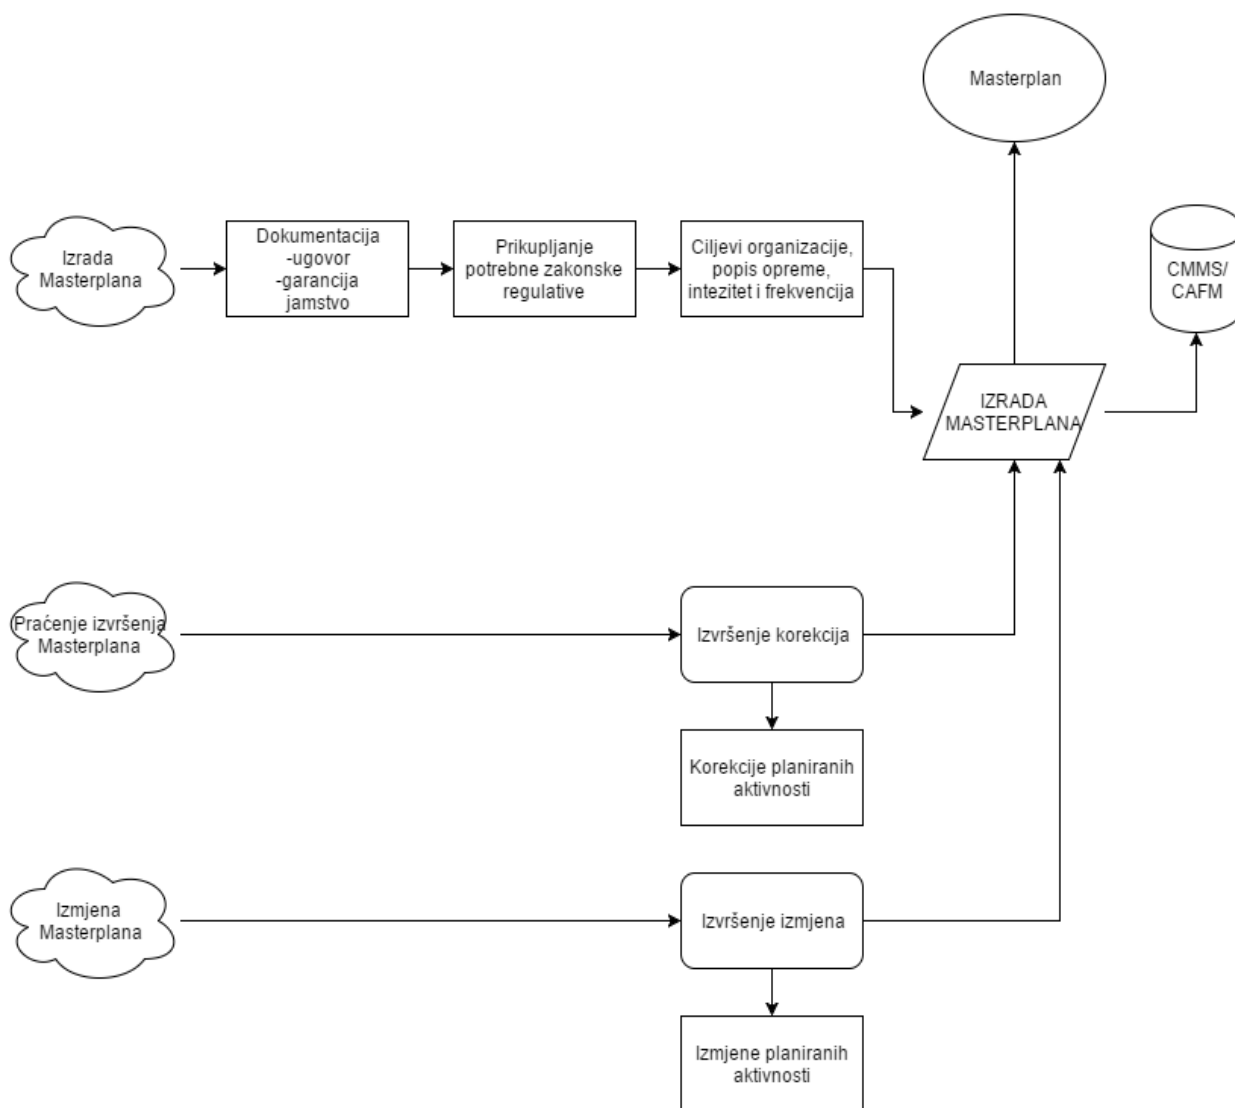 Masterplan
Izrada
Masterplana
Dokumentacija
-ugovor
-garancija
jamstvo
Prikupljanje
potrebne zakonske
regulative
Ciljevi organizacije,
popis opreme,
intezitet i frekvencija
CMMS/
CAFM
IZRADA
MASTERPLANA
Praćenje izvršenja
Masterplana
Izvršenje korekcija
Korekcije planiranih
aktivnosti
Izmjena
Masterplana
Izvršenje izmjena
Izmjene planiranih
aktivnosti